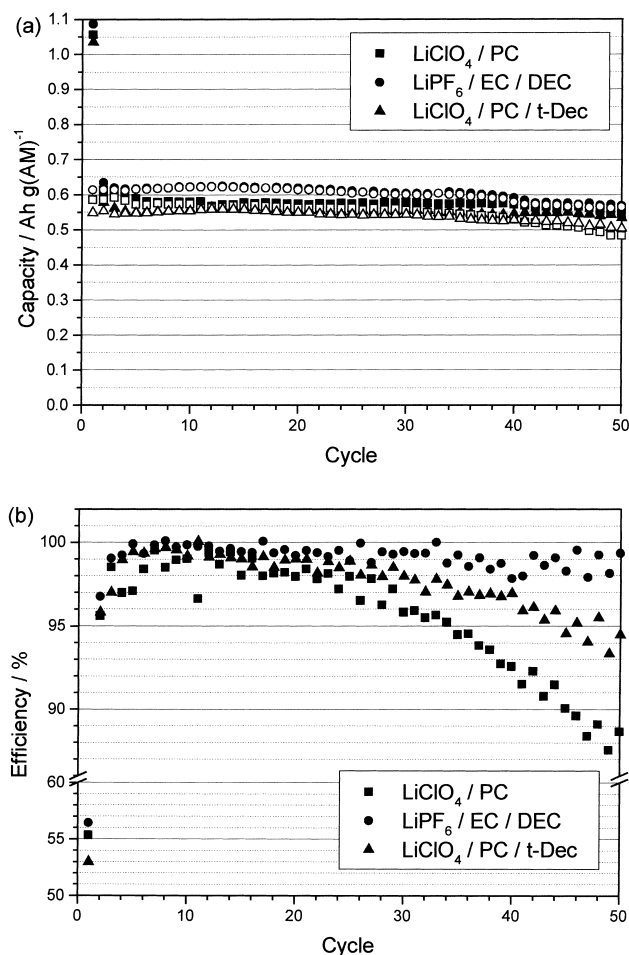 (a)
1.1
1.0
0.9
0.8
0.7
0.6
0.5
0.4
0.3
0.2
0.1
0.0
Capacity / Ah g(AM)⁻¹
LiClO₄ / PC
LiPF₆ / EC / DEC
LiClO₄ / PC / t-Dec
0 10 20 30 40 50
Cycle
(b)
100
95
90
60
55
50
Efficiency / %
LiClO₄ / PC
LiPF₆ / EC / DEC
LiClO₄ / PC / t-Dec
0 10 20 30 40 50
Cycle